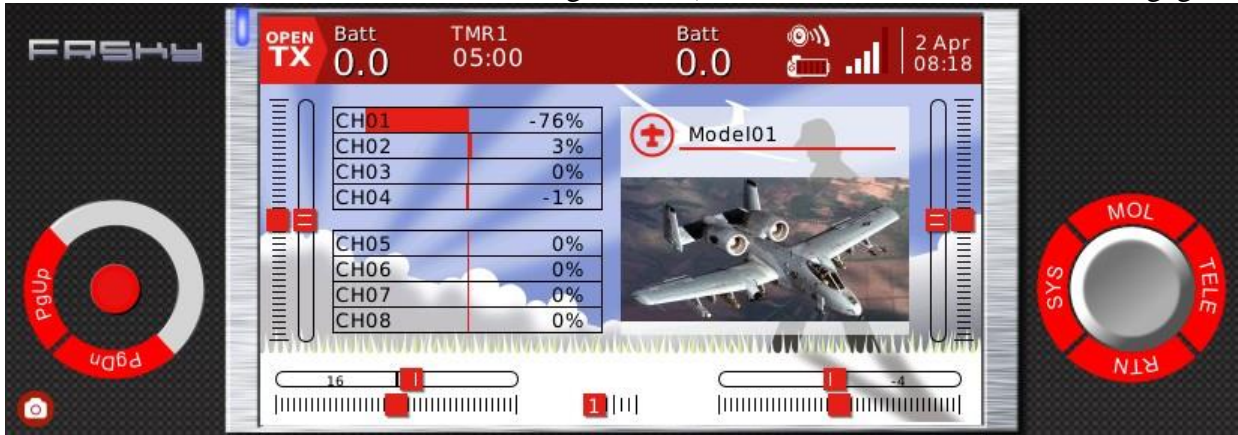 FRSKY
OPEN TX
Batt
0.0
TMR1
05:00
Batt
0.0
2 Apr
08:18
CH01 -76%
CH02 3%
CH03 0%
CH04 -1%
CH05 0%
CH06 0%
CH07 0%
CH08 0%
Model01
PgUp
PgDn
MDL
TELE
SYS
RTN
16
-4
1